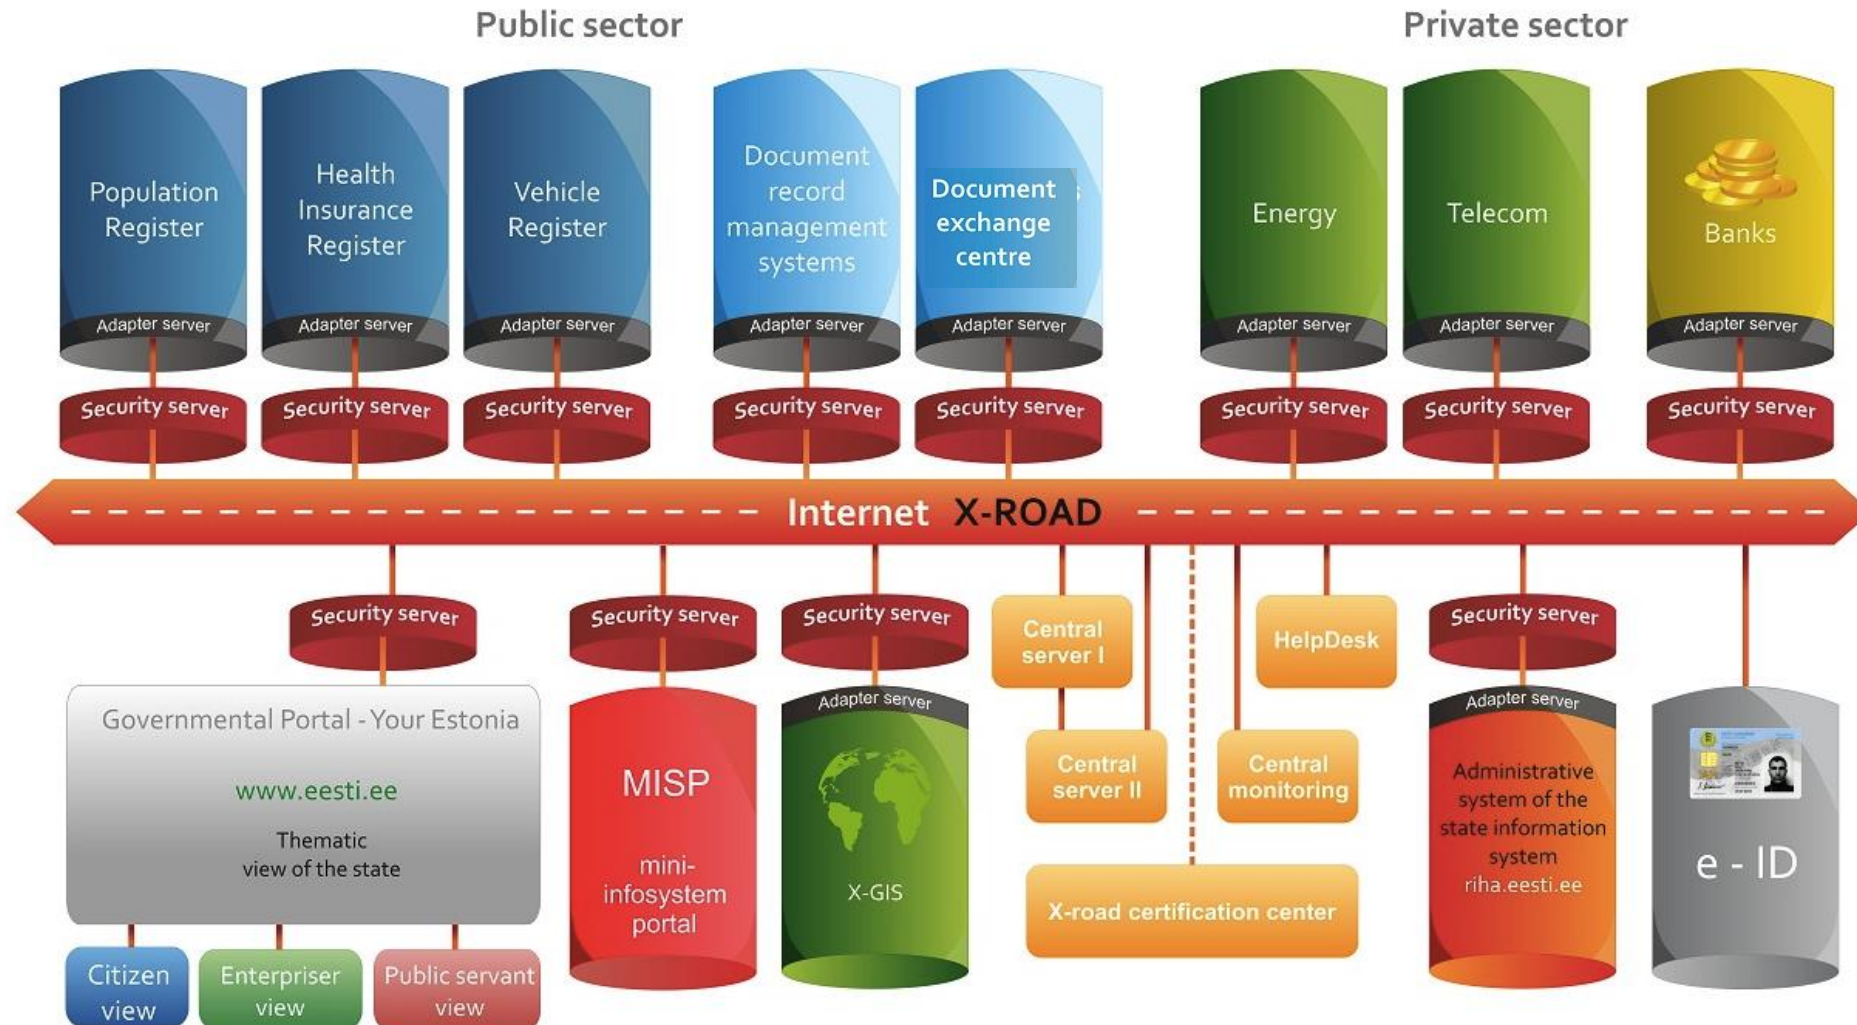 Public sector
Private sector
Population
Register
Adapter server
Security server
Health
Insurance
Register
Adapter server
Security server
Vehicle
Register
Adapter server
Security server
Document
record
management
systems
Adapter server
Security server
Document
exchange
centre
Adapter server
Security server
Energy
Adapter server
Security server
Telecom
Adapter server
Security server
Banks
Adapter server
Security server
Internet X-ROAD
Security server
Governmental Portal - Your Estonia
www.eesti.ee
Thematic
view of the state
Citizen
view
Enterpriser
view
Public servant
view
Security server
MISP
mini-
infosystem
portal
Security server
Adapter server
X-GIS
Central
server I
Central
server II
Central
monitoring
HelpDesk
X-road certification center
Security server
Adapter server
Administrative
system of the
state information
system
riha.eesti.ee
e - ID